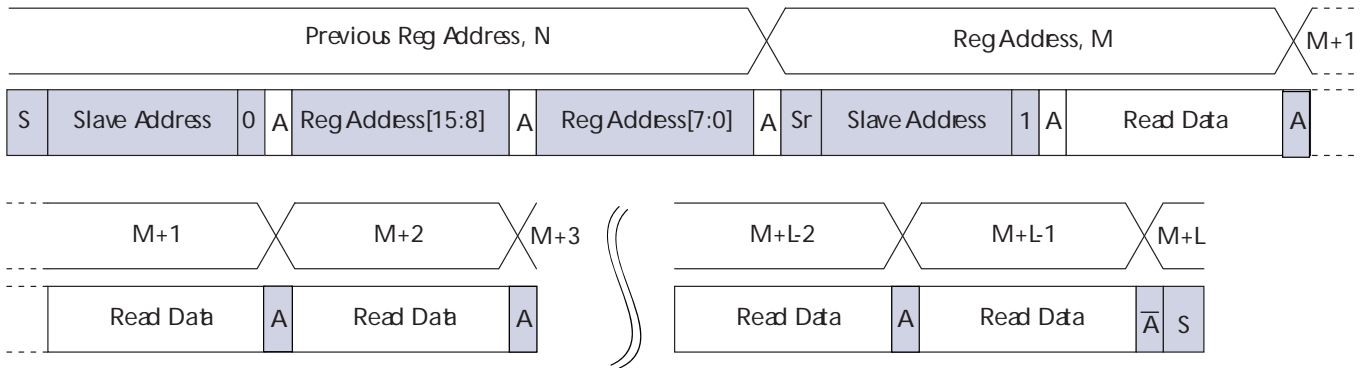 Previous Reg Address, N Reg Address, M M+1
S Slave Address 0 A Reg Address[15:8] A Reg Address[7:0] A Sr Slave Address 1 A Read Data A
M+1 M+2 M+3 M+L-2 M+L-1 M+L
Read Data A Read Data A Read Data A Read Data A̅ S